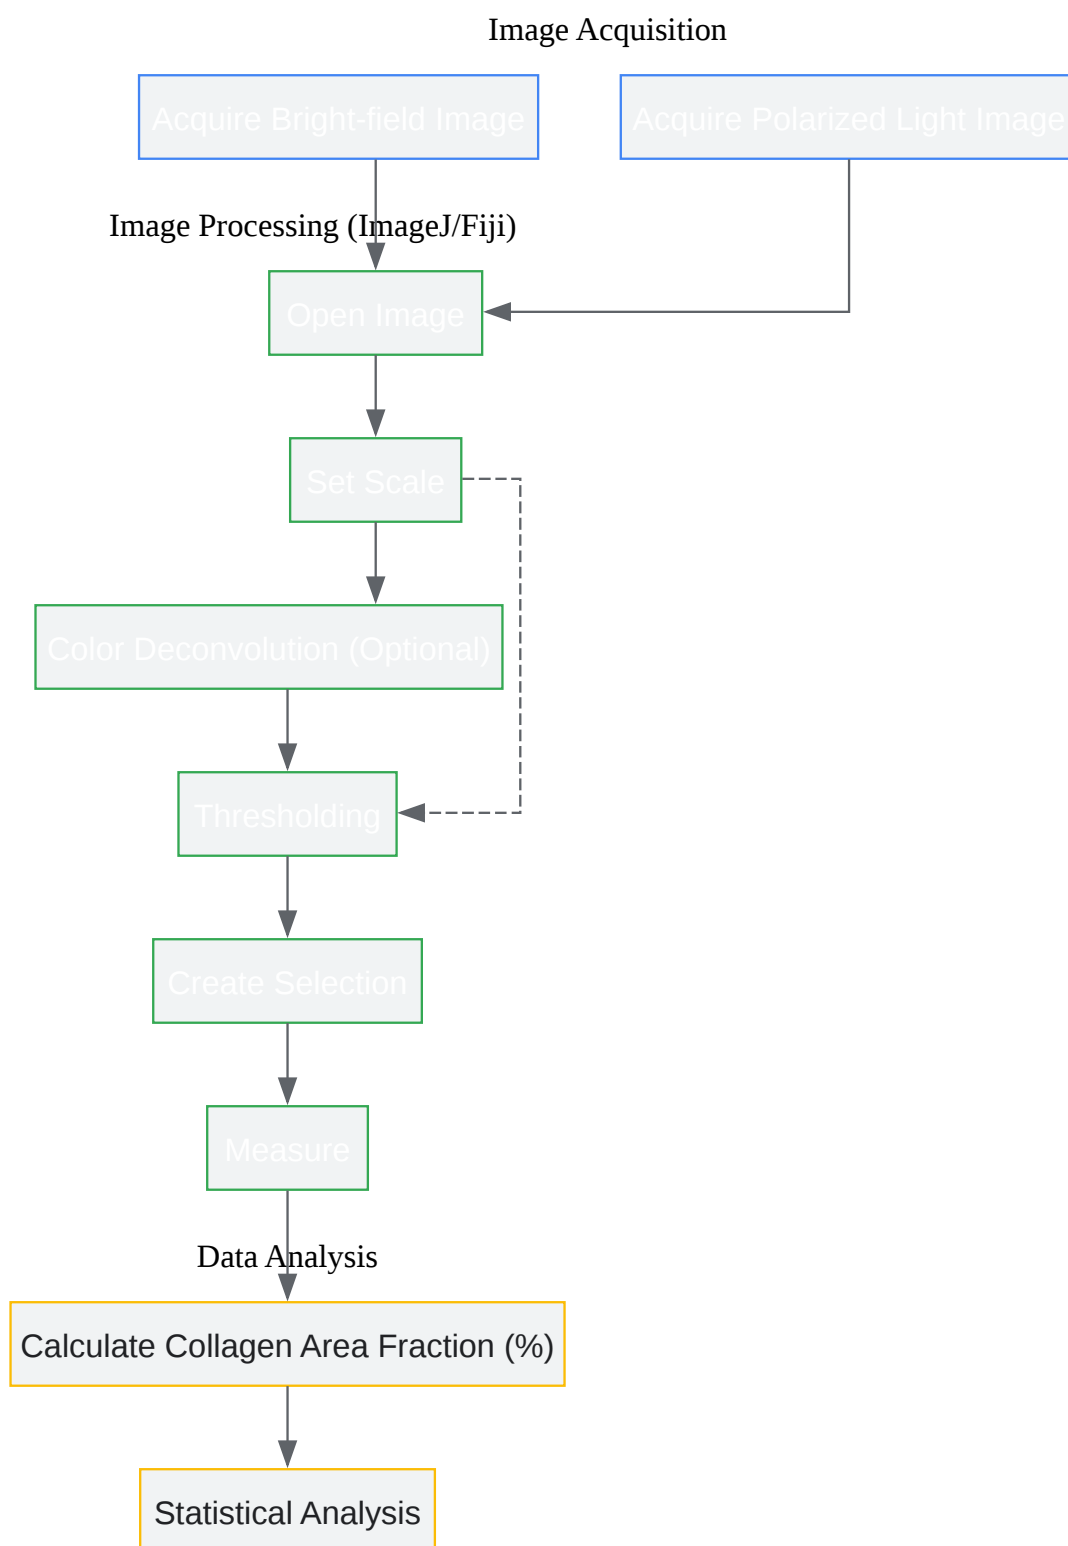 Image Acquisition
Acquire Bright-field Image
Acquire Polarized Light Image
Image Processing (ImageJ/Fiji)
Open Image
Set Scale
Color Deconvolution (Optional)
Thresholding
Create Selection
Measure
Data Analysis
Calculate Collagen Area Fraction (%)
Statistical Analysis